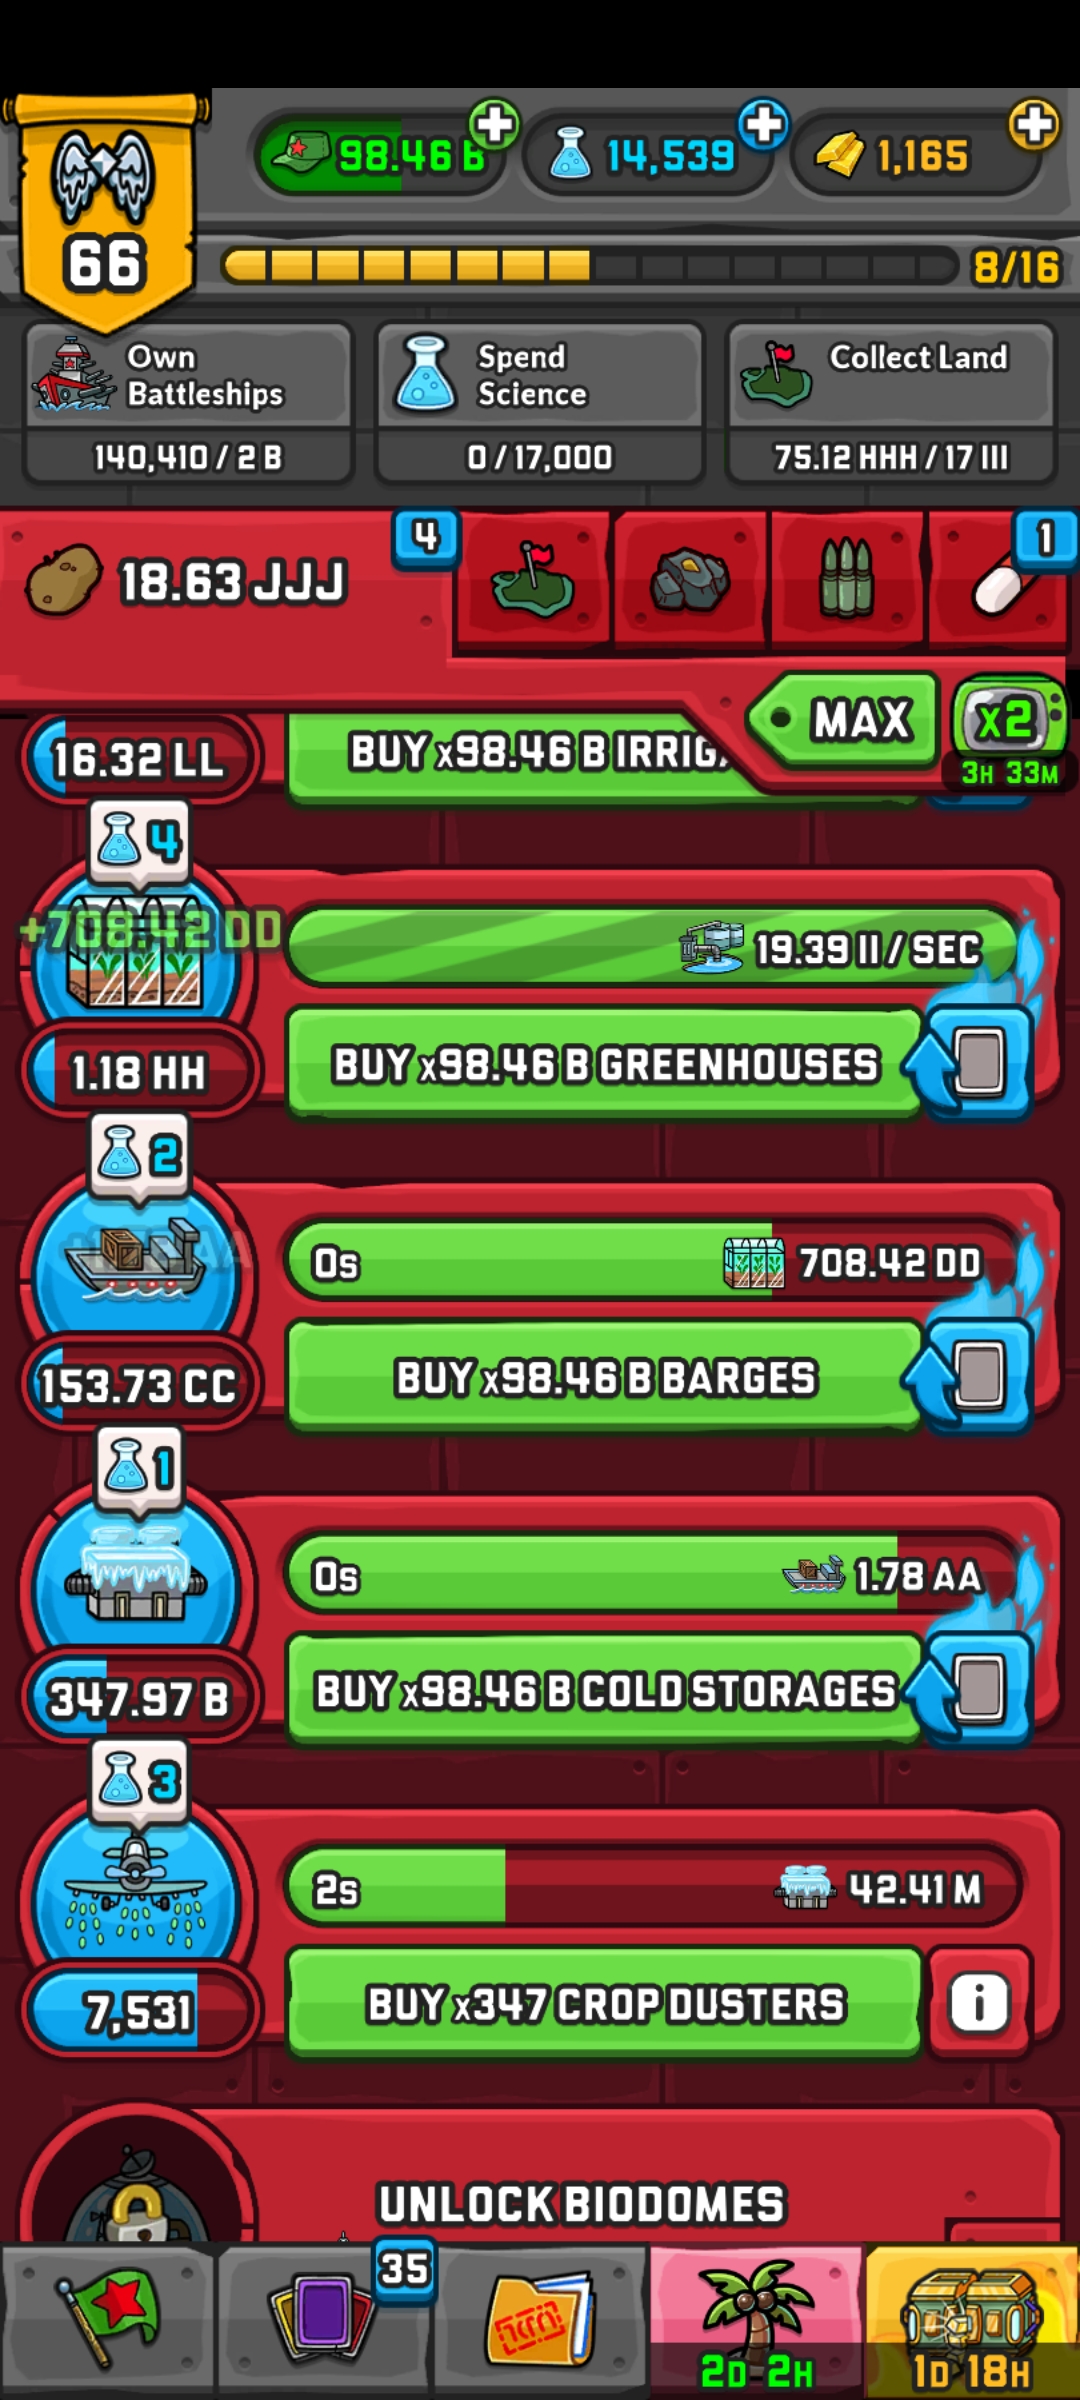 98.46 B
14,539
1,165
66
8/16
Own
Battleships
140,410 / 2 B
Spend
Science
0 / 17,000
Collect Land
75.12 HHH / 17 III
18.63 JJJ
4
1
MAX
x2
3H 33M
16.32 LL
BUY x98.46 B IRRIG
4
+708.42 DD
19.39 II / SEC
1.18 HH
BUY x98.46 B GREENHOUSES
2
0s
708.42 DD
153.73 CC
BUY x98.46 B BARGES
1
0s
1.78 AA
347.97 B
BUY x98.46 B COLD STORAGES
3
2s
42.41 M
7,531
BUY x347 CROP DUSTERS
i
UNLOCK BIODOMES
35
2D 2H
1D 18H